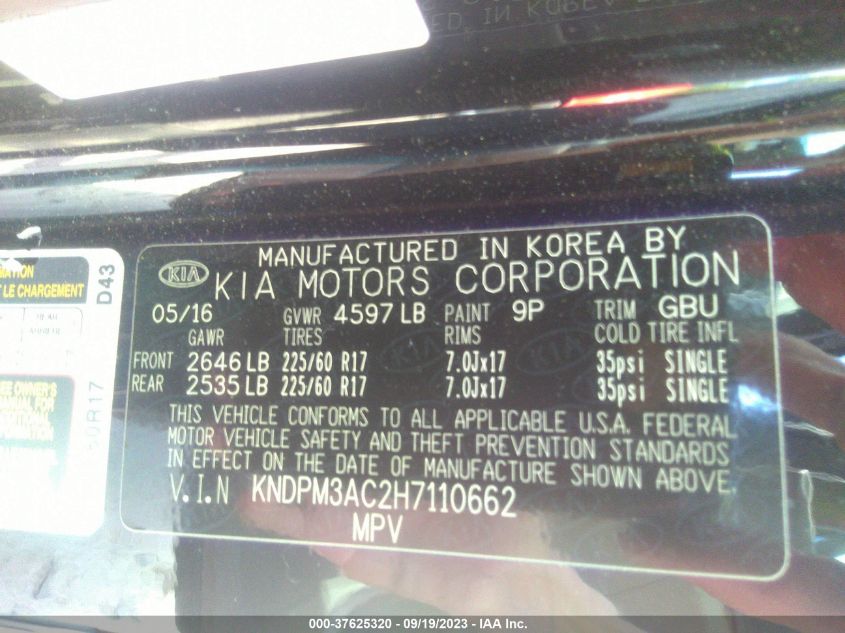 MANUFACTURED IN KOREA BY
KIA KIA MOTORS CORPORATION
05/16 GVWR 4597 LB PAINT 9P TRIM GBU
GAWR TIRES RIMS COLD TIRE INFL
FRONT 2646 LB 225/60 R17 7.0Jx17 35psi SINGLE
REAR 2535 LB 225/60 R17 7.0Jx17 35psi SINGLE
THIS VEHICLE CONFORMS TO ALL APPLICABLE U.S.A. FEDERAL
MOTOR VEHICLE SAFETY AND THEFT PREVENTION STANDARDS
IN EFFECT ON THE DATE OF MANUFACTURE SHOWN ABOVE.
V.I.N KNDPM3AC2H7110662
MPV
LE CHARGEMENT
D43
REAR
000-37625320 - 09/19/2023 - IAA Inc.